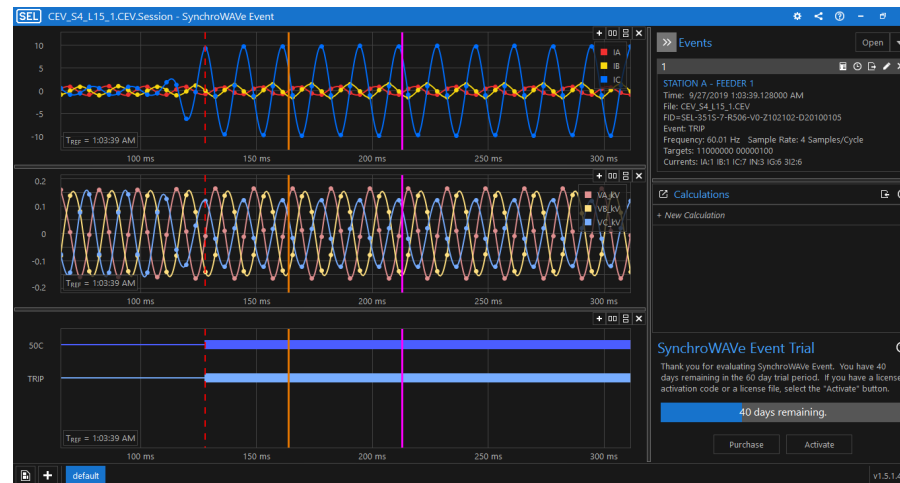 SEL CEV_S4_L15_1.CEV.Session - SynchroWAVe Event
10
5
0
-5
-10
IA
IB
IC
TREF = 1:03:39 AM
100 ms
150 ms
200 ms
250 ms
300 ms
0.2
0.1
0
-0.1
-0.2
VA_kV
VB_kV
VC_kV
TREF = 1:03:39 AM
100 ms
150 ms
200 ms
250 ms
300 ms
50C
TRIP
TREF = 1:03:39 AM
100 ms
150 ms
200 ms
250 ms
300 ms
default
Events
Open
1
STATION A - FEEDER 1
Time: 9/27/2019 1:03:39.128000 AM
File: CEV_S4_L15_1.CEV
FID=SEL-351S-7-R506-V0-Z102102-D20100105
Event: TRIP
Frequency: 60.01 Hz Sample Rate: 4 Samples/Cycle
Targets: 11000000 00000100
Currents: IA:1 IB:1 IC:7 IN:3 IG:6 3I2:6
Calculations
+ New Calculation
SynchroWAVe Event Trial
Thank you for evaluating SynchroWAVe Event. You have 40
days remaining in the 60 day trial period. If you have a license
activation code or a license file, select the "Activate" button.
40 days remaining.
Purchase
Activate